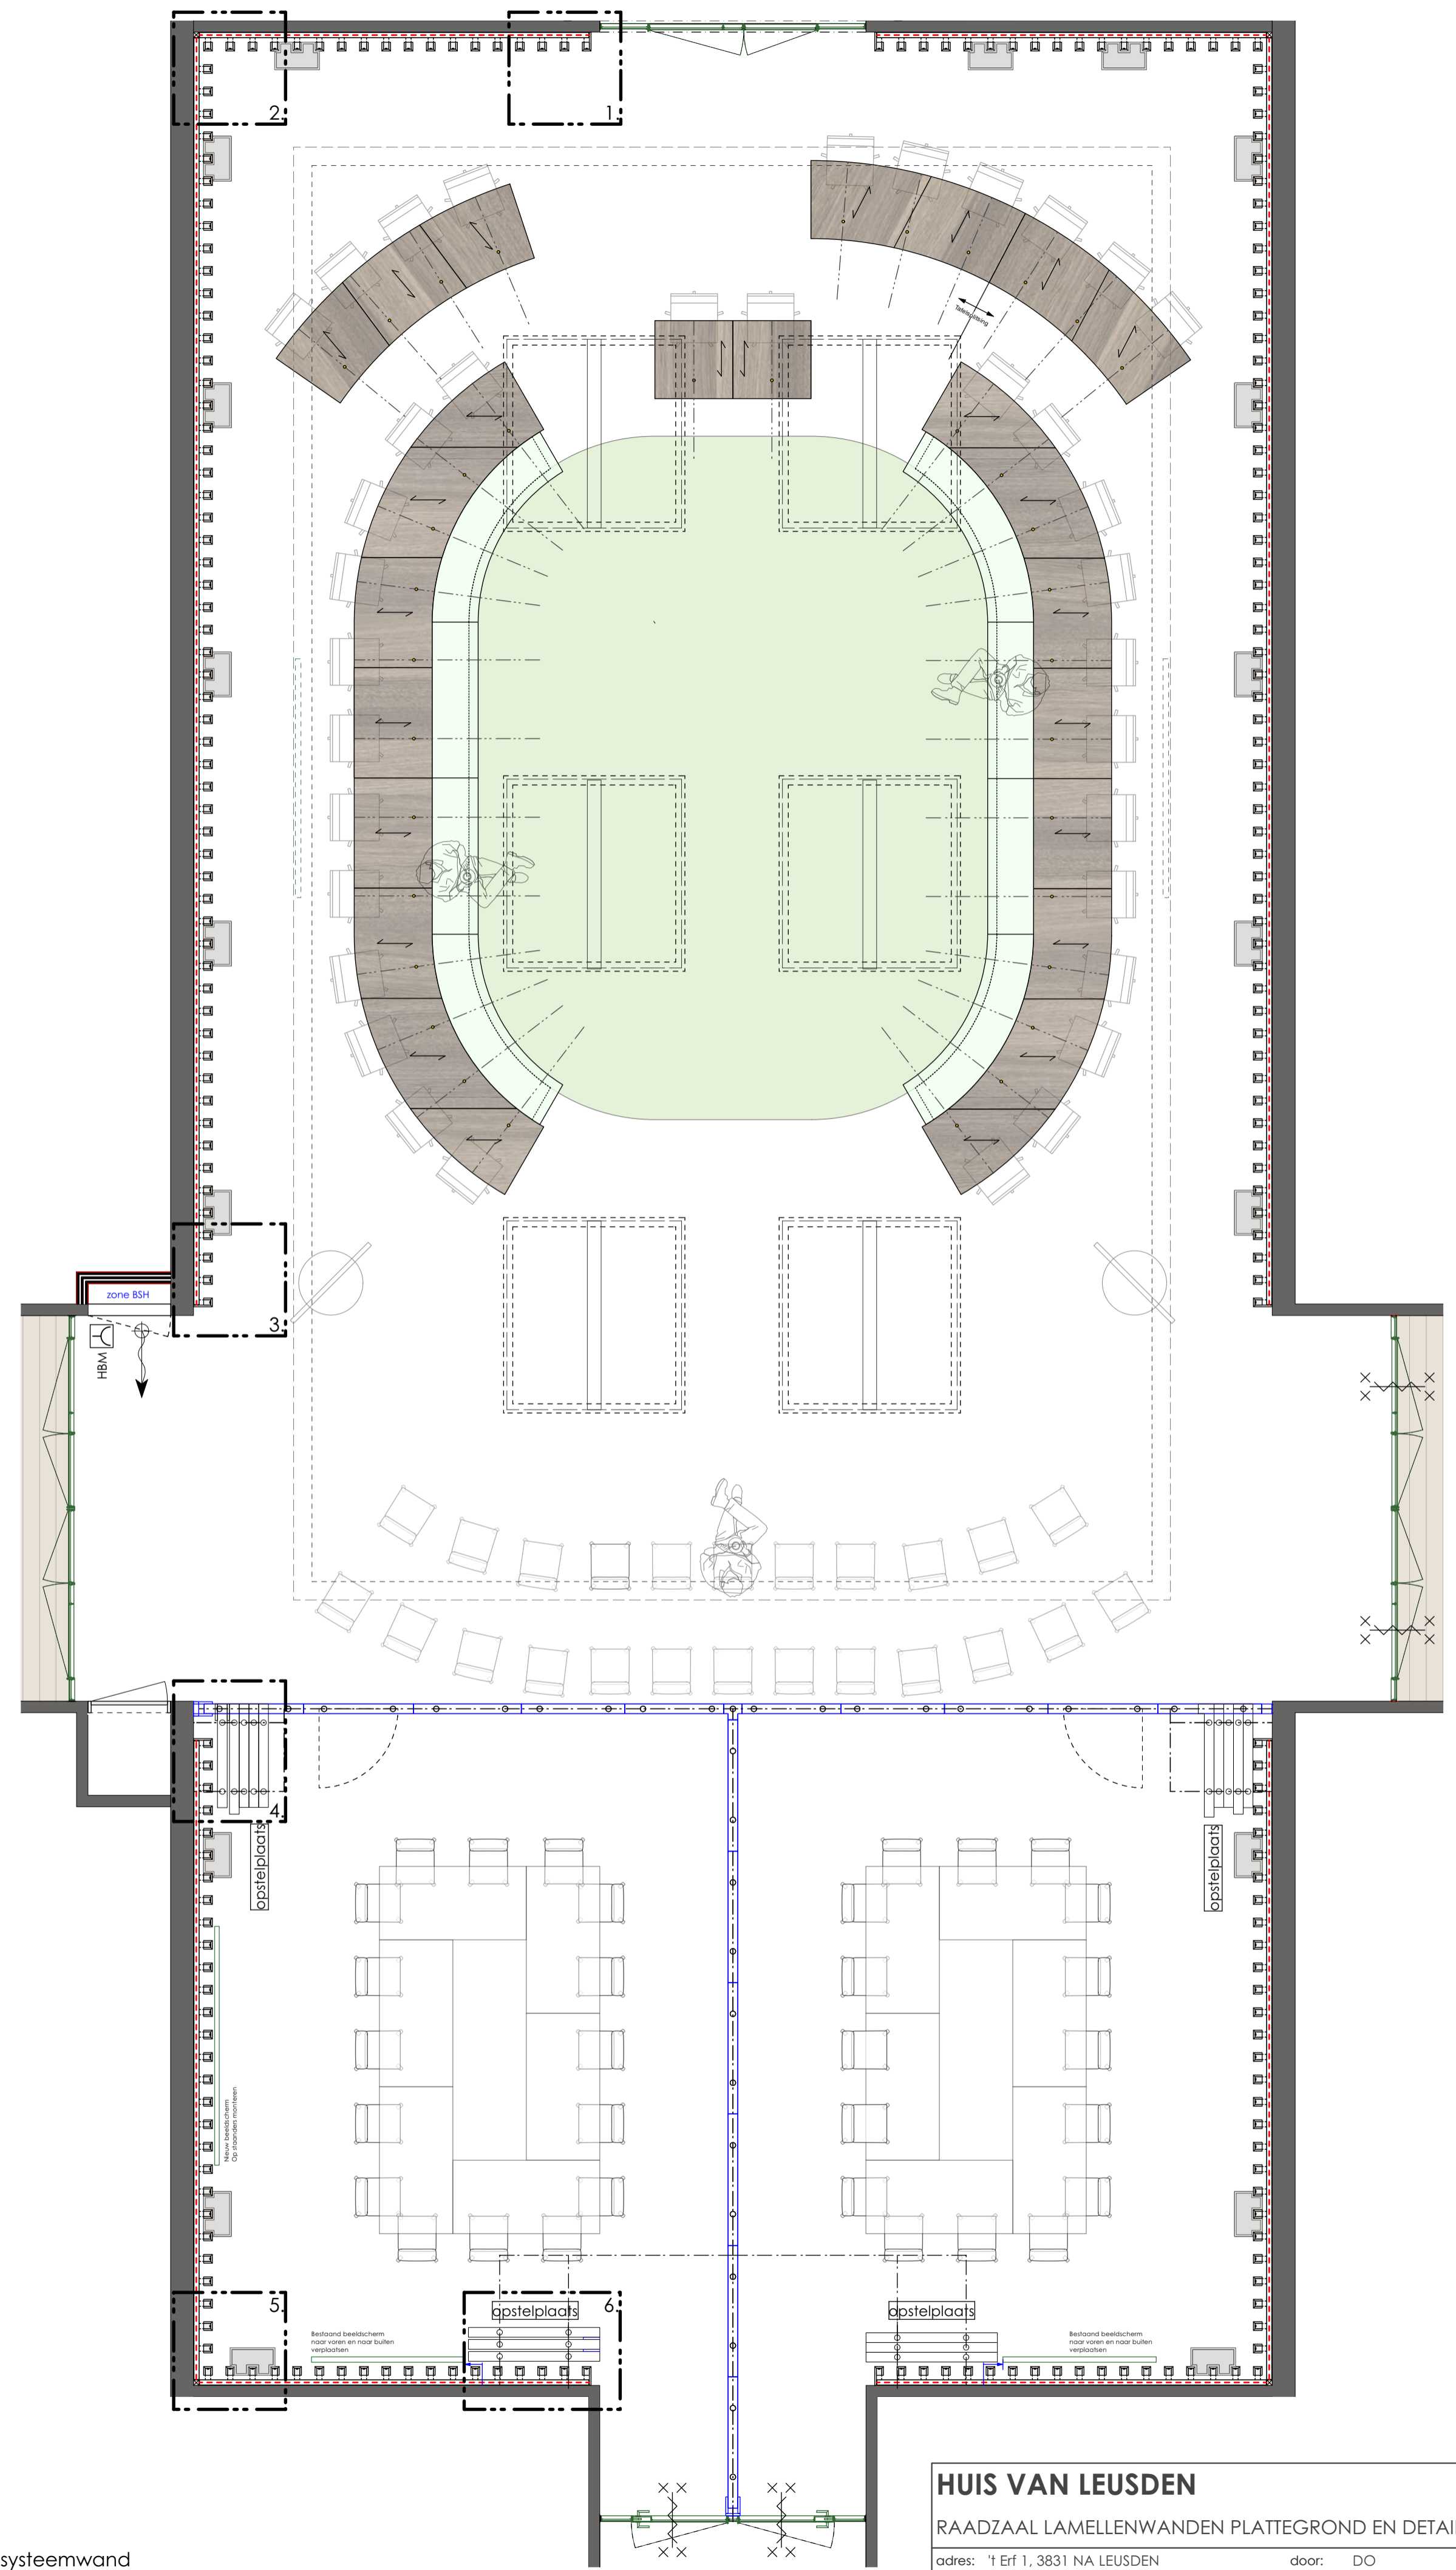 2.
1.
Tafelsplitsing
zone BSH
3.
HBM
4.
opstelplaats
opstelplaats
Nieuw beeldscherm
Op staanders monteren
5.
6.
opstelplaats
opstelplaats
Bestaand beeldscherm
naar voren en naar buiten
verplaatsen
Bestaand beeldscherm
naar voren en naar buiten
verplaatsen
HUIS VAN LEUSDEN
RAADZAAL LAMELLENWANDEN PLATTEGROND EN DETAI
adres: 't Erf 1, 3831 NA LEUSDEN door: DO
systeemwand